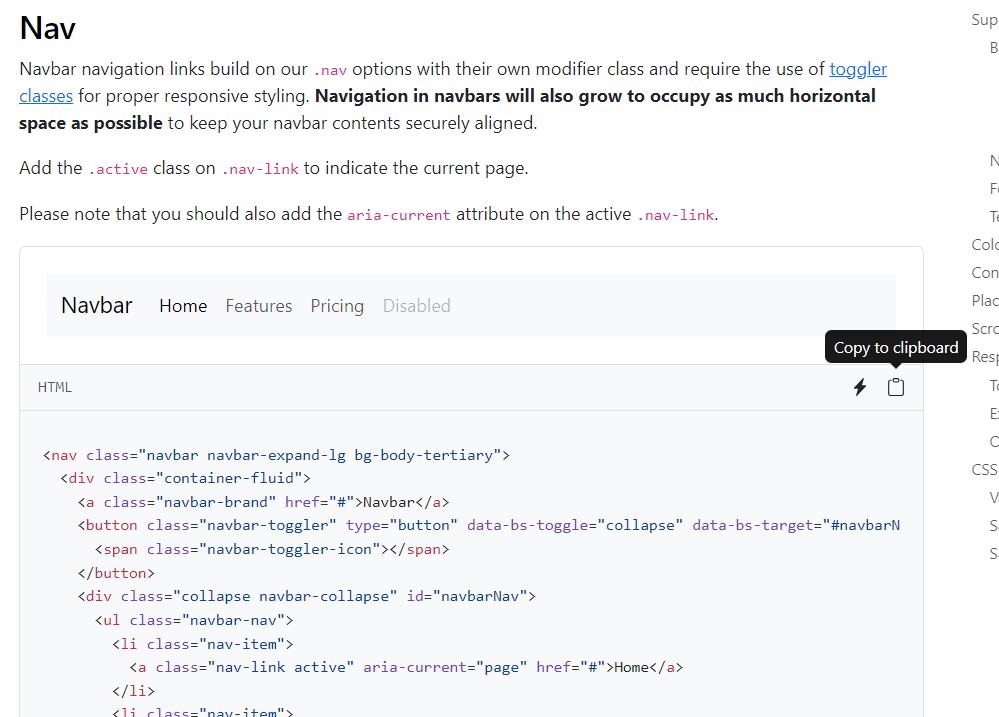 Nav
Navbar navigation links build on our .nav options with their own modifier class and require the use of toggler
classes for proper responsive styling. Navigation in navbars will also grow to occupy as much horizontal
space as possible to keep your navbar contents securely aligned.
Add the .active class on .nav-link to indicate the current page.
Please note that you should also add the aria-current attribute on the active .nav-link.
Navbar Home Features Pricing Disabled
Copy to clipboard
HTML
<nav class="navbar navbar-expand-lg bg-body-tertiary">
<div class="container-fluid">
<a class="navbar-brand" href="#">Navbar</a>
<button class="navbar-toggler" type="button" data-bs-toggle="collapse" data-bs-target="#navbarN
<span class="navbar-toggler-icon"></span>
</button>
<div class="collapse navbar-collapse" id="navbarNav">
<ul class="navbar-nav">
<li class="nav-item">
<a class="nav-link active" aria-current="page" href="#">Home</a>
</li>
<li class="nav-item">
Sup
B
N
Fo
Te
Colo
Con
Plac
Scro
Resp
To
Ex
O
CSS
V
Sa
Sa